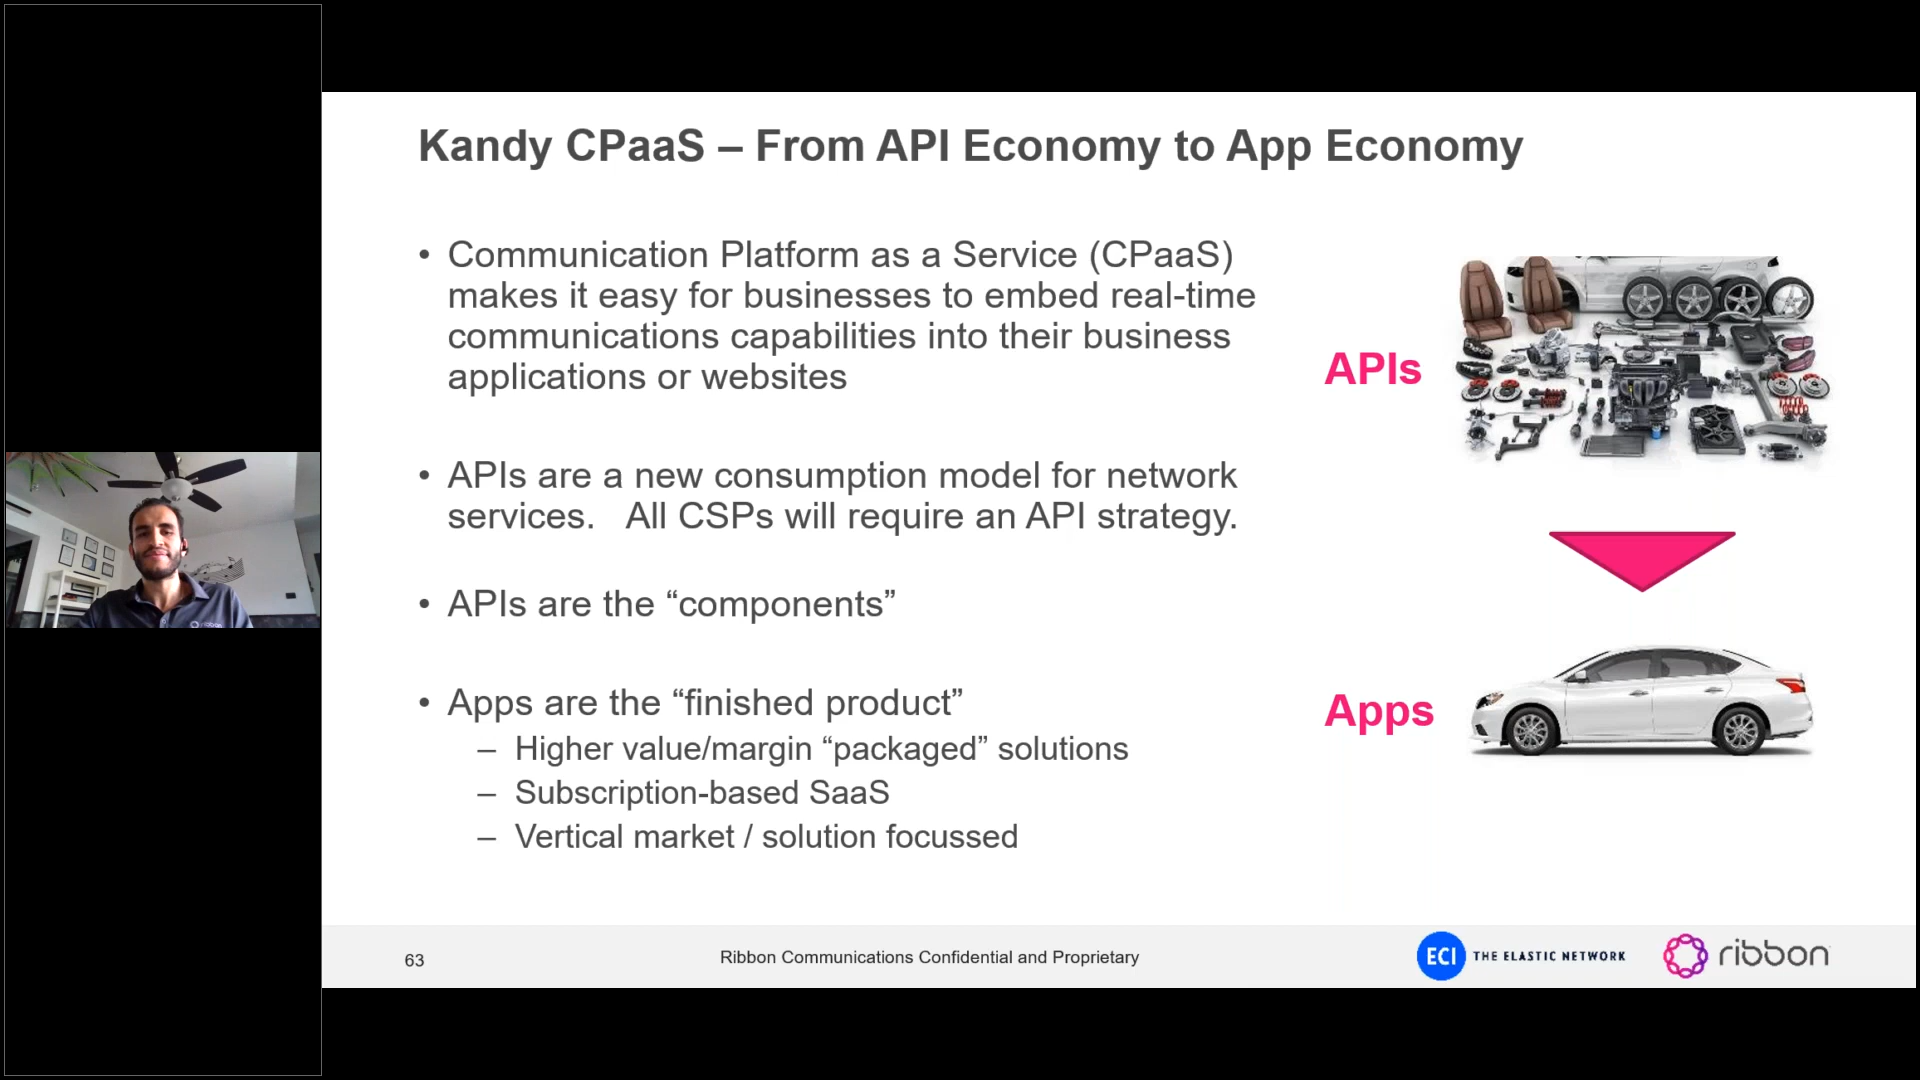 Kandy CPaaS – From API Economy to App Economy
• Communication Platform as a Service (CPaaS)
makes it easy for businesses to embed real-time
communications capabilities into their business
applications or websites
• APIs are a new consumption model for network
services. All CSPs will require an API strategy.
• APIs are the “components”
• Apps are the “finished product”
– Higher value/margin “packaged” solutions
– Subscription-based SaaS
– Vertical market / solution focussed
APIs
Apps
ribbon
63
Ribbon Communications Confidential and Proprietary
ECI THE ELASTIC NETWORK
ribbon